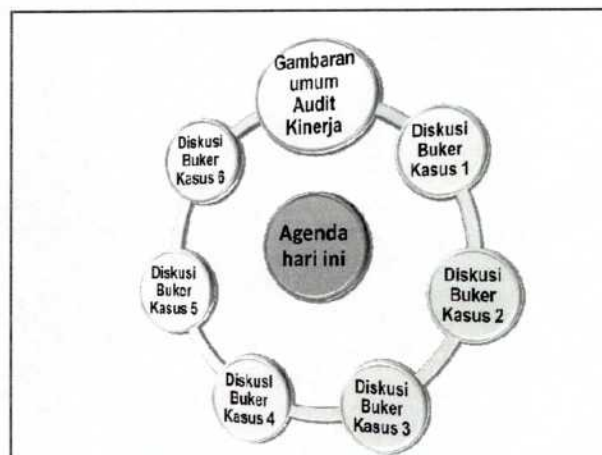 Gambaran
umum
Audit
Kinerja
Diskusi
Buker
Kasus 1
Diskusi
Buker
Kasus 2
Diskusi
Buker
Kasus 3
Diskusi
Buker
Kasus 4
Diskusi
Buker
Kasus 5
Diskusi
Buker
Kasus 6
Agenda
hari ini